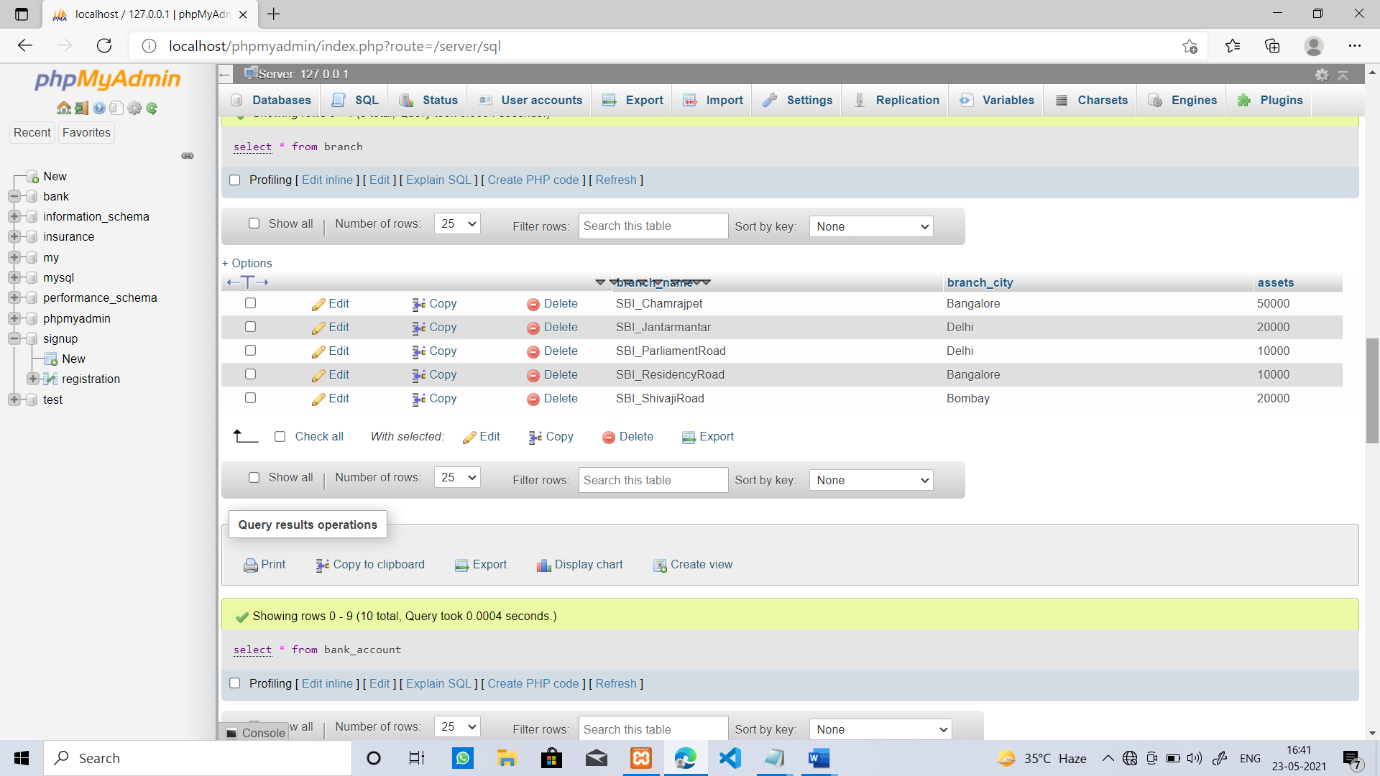 localhost / 127.0.0.1 | phpMyAdn
localhost/phpmyadmin/index.php?route=/server/sql
phpMyAdmin
Recent Favorites
New
bank
information_schema
insurance
my
mysql
performance_schema
phpmyadmin
signup
New
registration
test
Server: 127.0.0.1
Databases SQL Status User accounts Export Import Settings Replication Variables Charsets Engines Plugins
select * from branch
Profiling [ Edit inline ] [ Edit ] [ Explain SQL ] [ Create PHP code ] [ Refresh ]
Show all | Number of rows: 25 Filter rows: Search this table Sort by key: None
+ Options
←T→ branch_name branch_city assets
Edit Copy Delete SBI_Chamrajpet Bangalore 50000
Edit Copy Delete SBI_Jantarmantar Delhi 20000
Edit Copy Delete SBI_ParliamentRoad Delhi 10000
Edit Copy Delete SBI_ResidencyRoad Bangalore 10000
Edit Copy Delete SBI_ShivajiRoad Bombay 20000
Check all With selected: Edit Copy Delete Export
Show all | Number of rows: 25 Filter rows: Search this table Sort by key: None
Query results operations
Print Copy to clipboard Export Display chart Create view
Showing rows 0 - 9 (10 total, Query took 0.0004 seconds.)
select * from bank_account
Profiling [ Edit inline ] [ Edit ] [ Explain SQL ] [ Create PHP code ] [ Refresh ]
w all | Number of rows: 25 Filter rows: Search this table Sort by key: None
Console
Search
35°C Haze ENG 16:41
23-05-2021 7